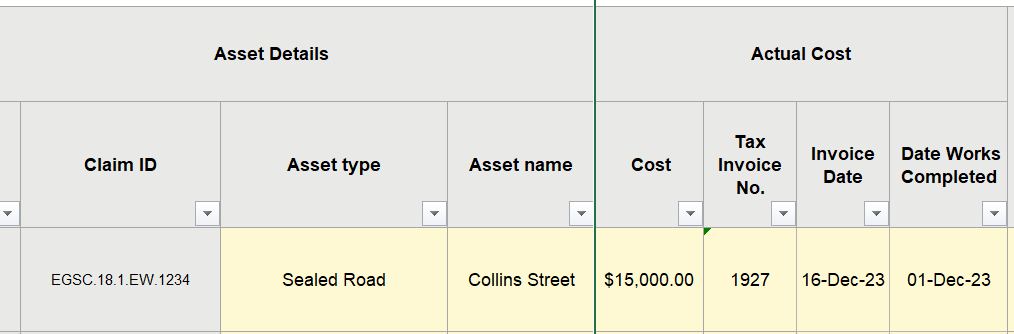 Asset Details
Actual Cost
Claim ID
Asset type
Asset name
Cost
Tax
Invoice
No.
Invoice
Date
Date Works
Completed
EGSC.18.1.EW.1234
Sealed Road
Collins Street
$15,000.00
1927
16-Dec-23
01-Dec-23